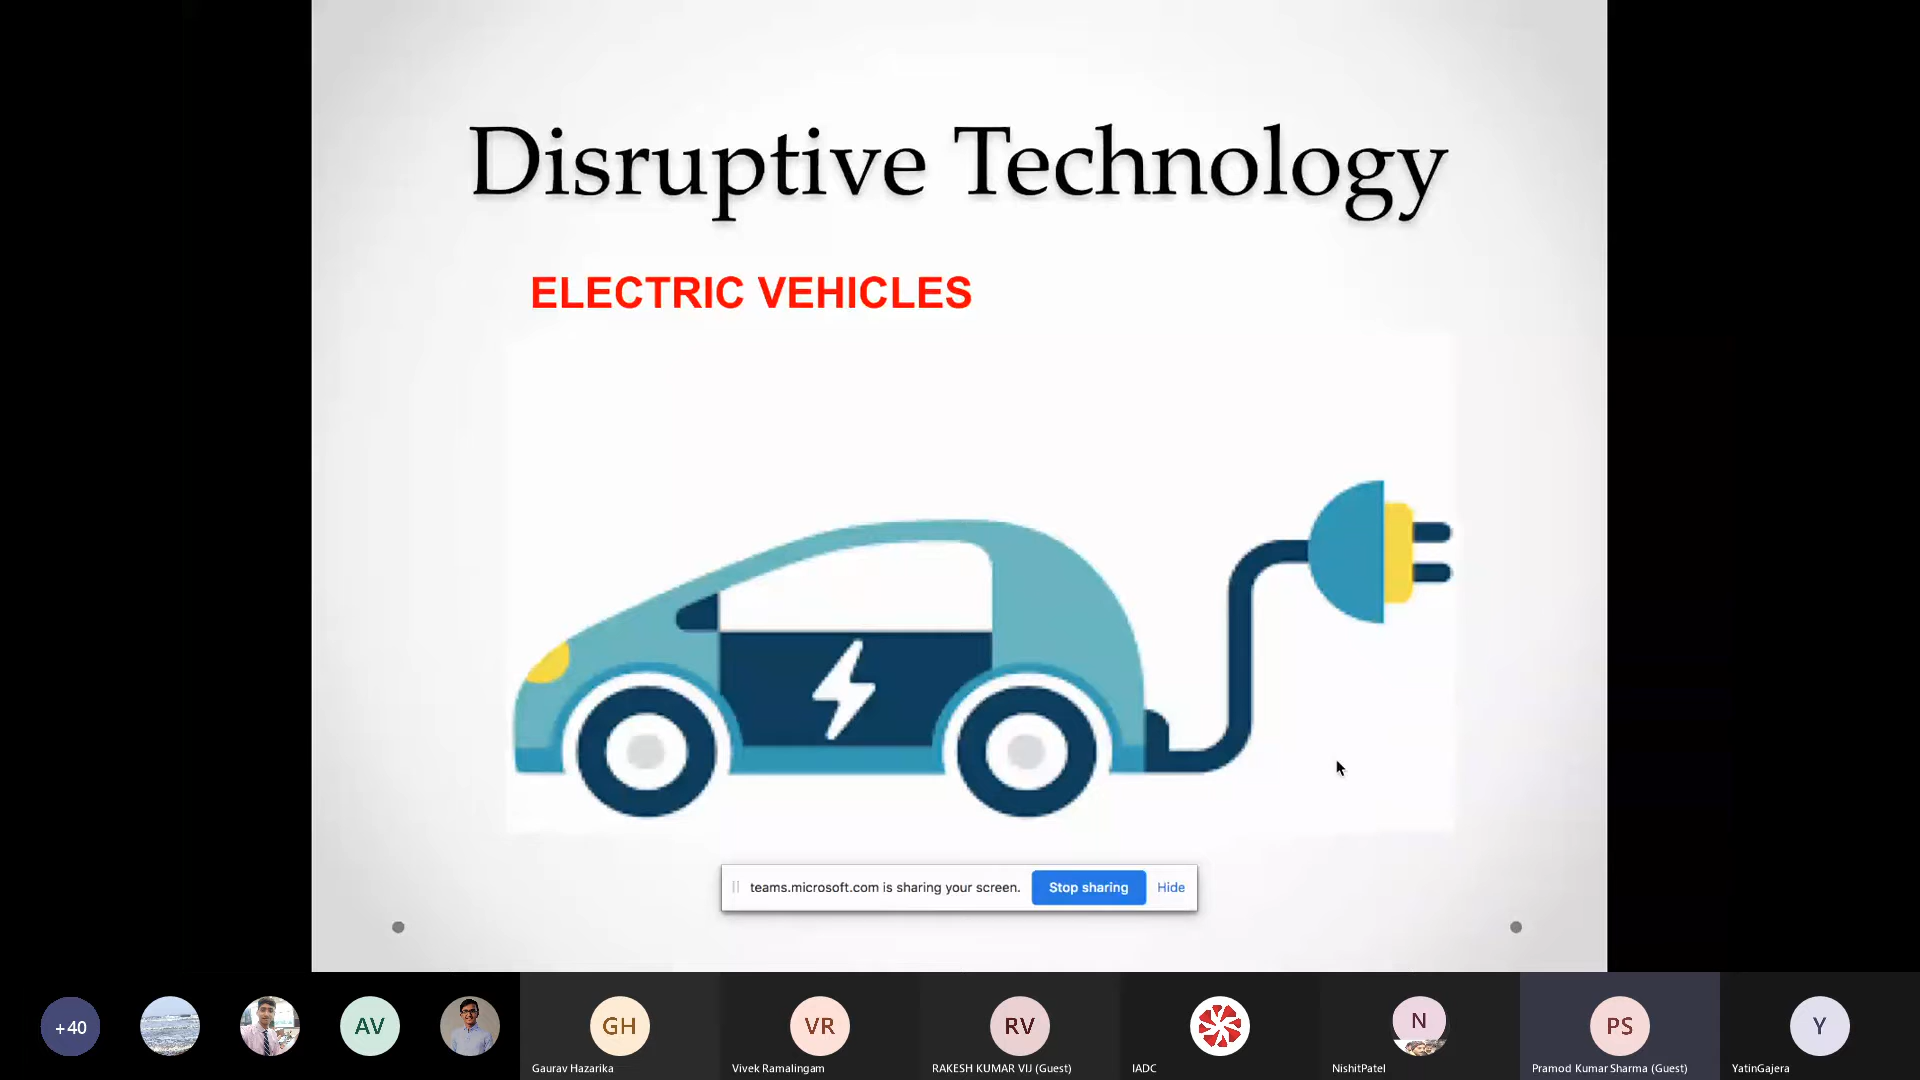 Disruptive Technology
ELECTRIC VEHICLES
teams.microsoft.com is sharing your screen. Stop sharing Hide
+40 AV GH VR RV N PS Y
Gaurav Hazarika Vivek Ramalingam RAKESH KUMAR VIJ (Guest) IADC NishitPatel Pramod Kumar Sharma (Guest) YatinGajera